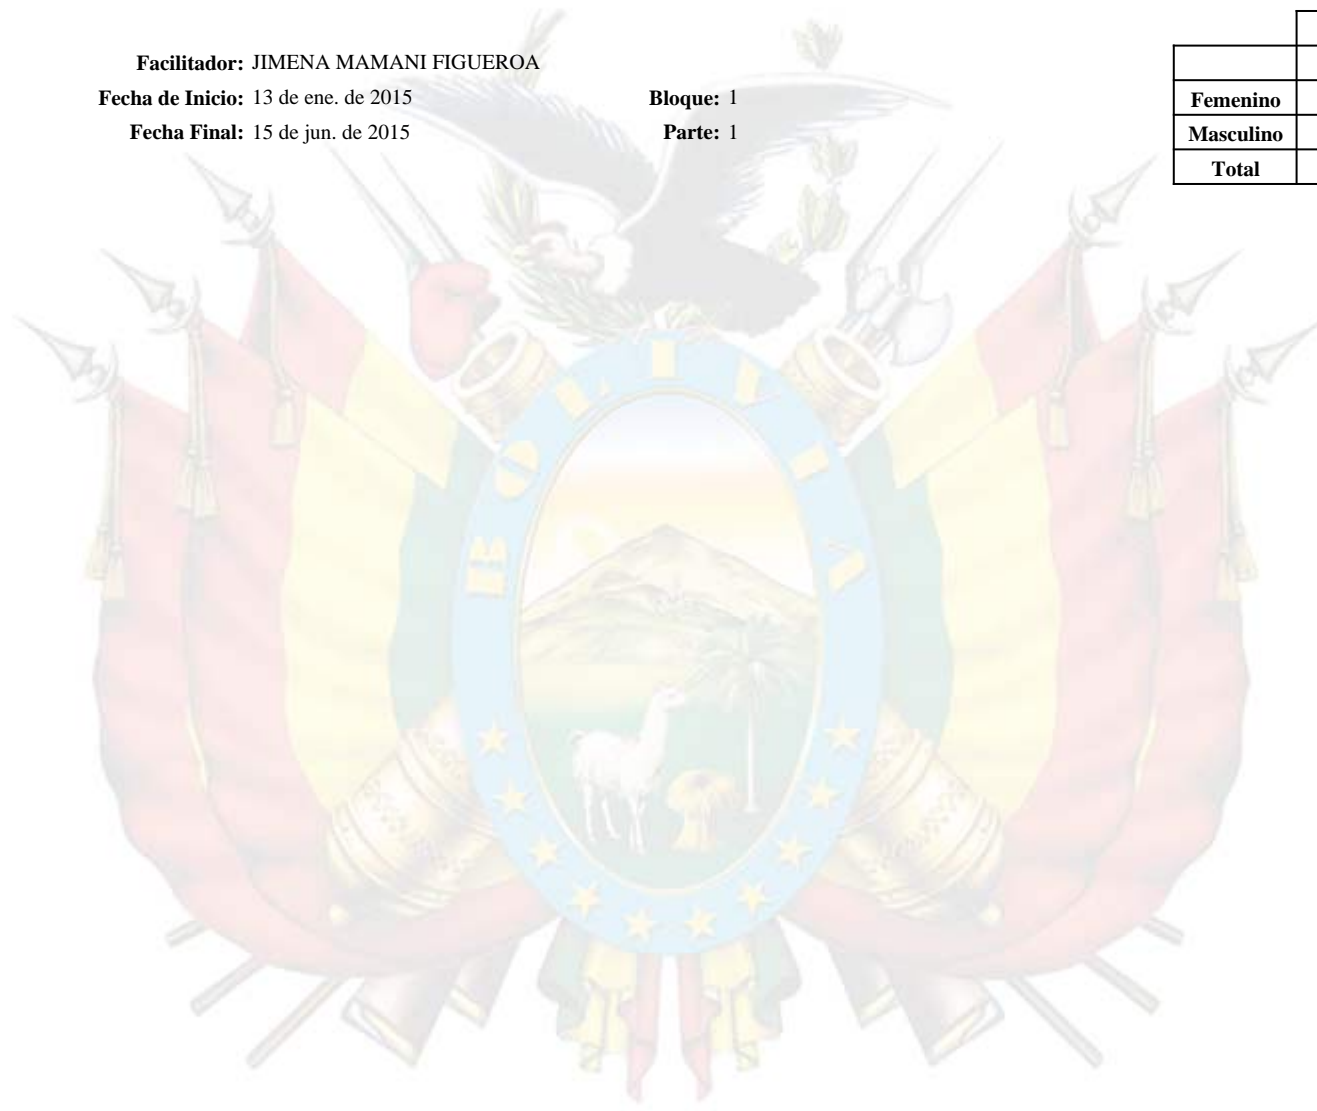 Facilitador: JIMENA MAMANI FIGUEROA
Fecha de Inicio: 13 de ene. de 2015 Bloque: 1
Fecha Final: 15 de jun. de 2015 Parte: 1
Femenino
Masculino
Total
BOLIVIA